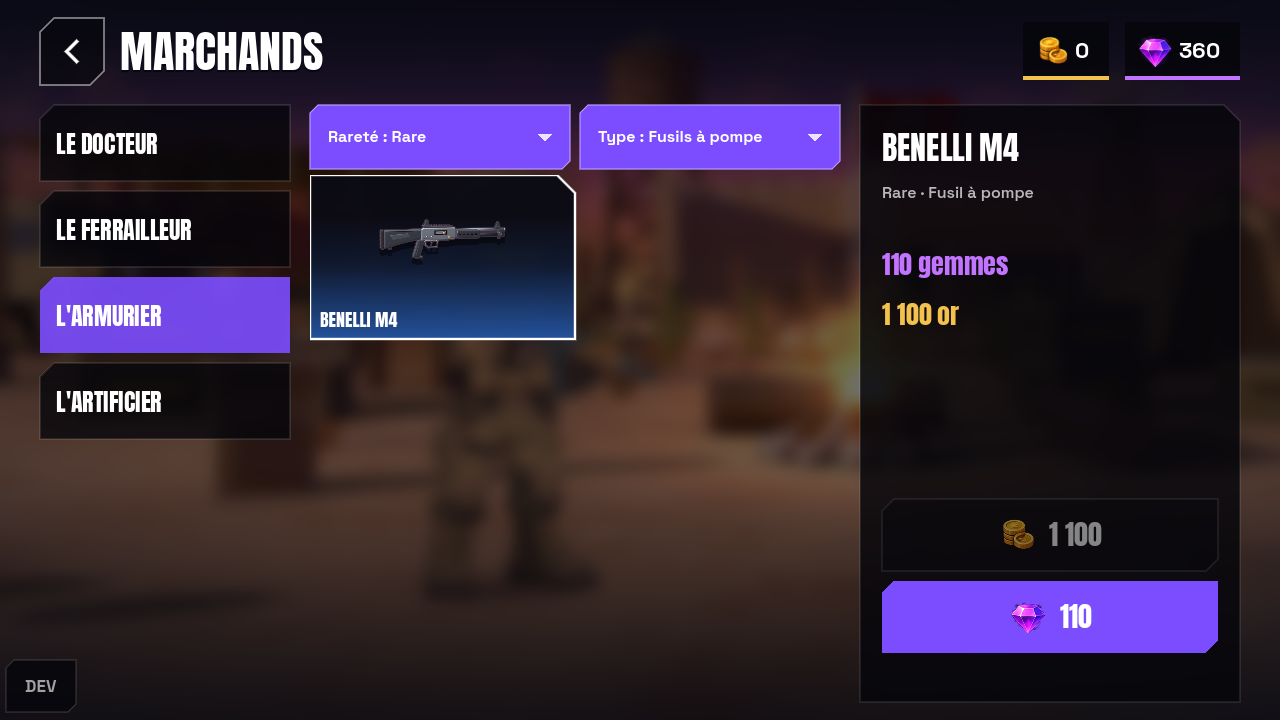 MARCHANDS
0
360
LE DOCTEUR
LE FERRAILLEUR
L'ARMURIER
L'ARTIFICIER
Rareté : Rare
Type : Fusils à pompe
BENELLI M4
BENELLI M4
Rare · Fusil à pompe
110 gemmes
1 100 or
1 100
110
DEV